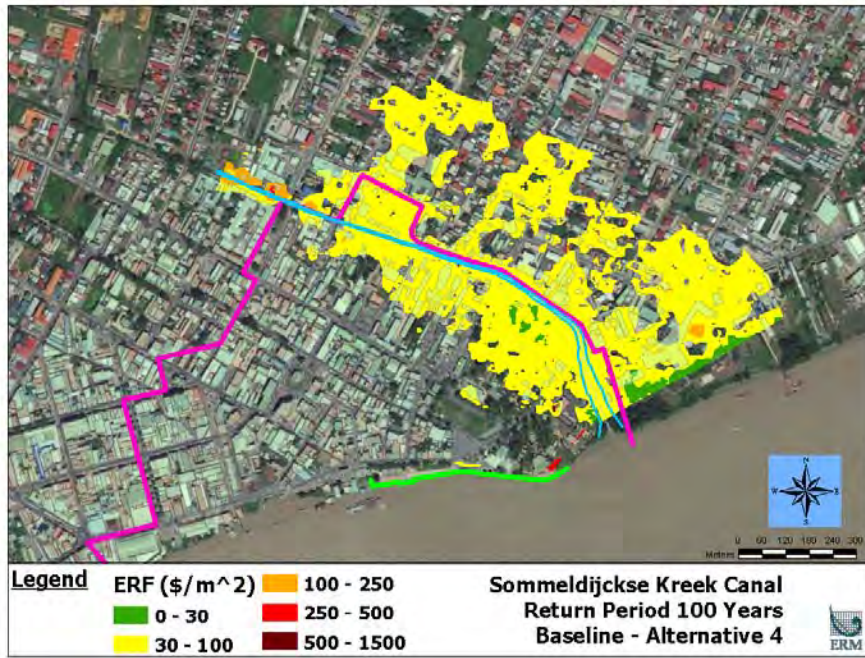 N
W E
S
0 60 120 180 240 300
Meters
Legend
ERF ($/m^2)
0 - 30
30 - 100
100 - 250
250 - 500
500 - 1500
Sommeldijckse Kreek Canal
Return Period 100 Years
Baseline - Alternative 4
ERM